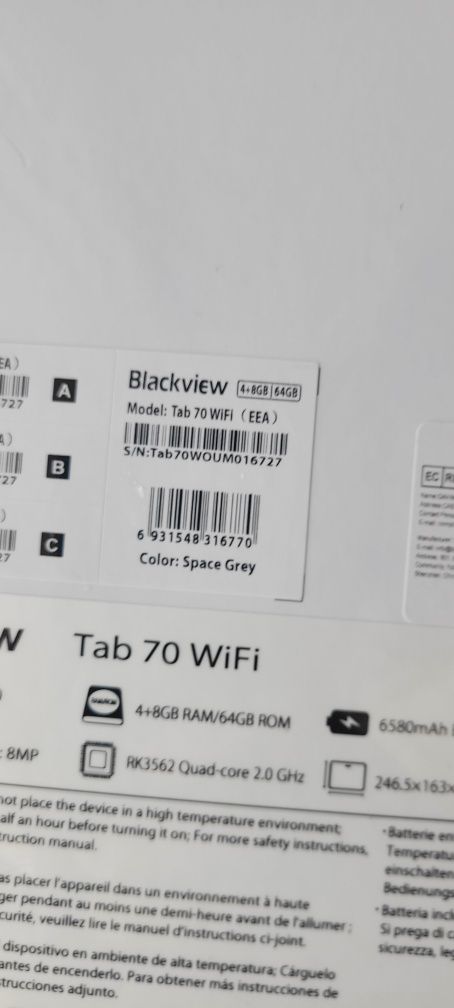 EA)
727
A
A)
27
B
)
27
C
Blackview 4+8GB 64GB
Model: Tab 70 WiFi (EEA)
S/N:Tab70WOUM016727
6 931548 316770
Color: Space Grey
EC
Tab 70 WiFi
4+8GB RAM/64GB ROM
6580mAh
: 8MP
RK3562 Quad-core 2.0 GHz
246.5x163x
not place the device in a high temperature environment;
alf an hour before turning it on; For more safety instructions,
truction manual.
as placer l'appareil dans un environnement à haute
ger pendant au moins une demi-heure avant de l'allumer ;
curité, veuillez lire le manuel d'instructions ci-joint.
dispositivo en ambiente de alta temperatura; Cárguelo
antes de encenderlo. Para obtener más instrucciones de
strucciones adjunto.
*Batterie en
Temperatu
einschalten
Bedienungs
*Batteria incl
Si prega di c
sicurezza, leg